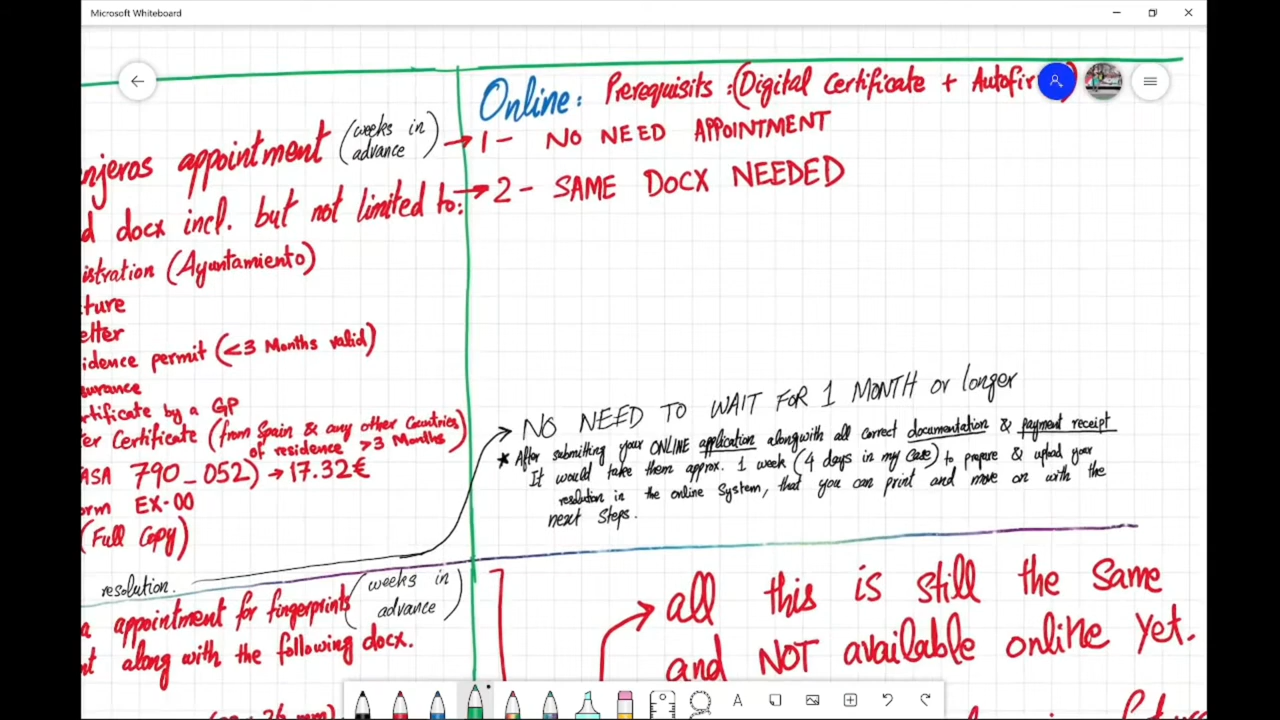 Microsoft Whiteboard
Online: Prerequisits: (Digital Certificate + Autofir
njeros appointment (weeks in advance)
1- NO NEED APPOINTMENT
d docx incl. but not limited to:
2- SAME DOCX NEEDED
istration (Ayuntamiento)
ture
etter
idence permit (<3 Months valid)
surance
rtificate by a GP
er Certificate (from Spain & any other Countries
of residence >3 Months)
ASA 790_052) → 17.32€
orm EX-00
(Full Copy)
resolution.
NO NEED TO WAIT FOR 1 MONTH or longer
* After submitting your ONLINE application alongwith all correct documentation & payment receipt
It would take them approx. 1 week (4 days in my case) to prepare & upload your
resolution in the online System, that you can print and move on with the
next Steps.
a appointment for fingerprints (weeks in advance)
nt along with the following docx.
all this is still the same
and NOT available online Yet.